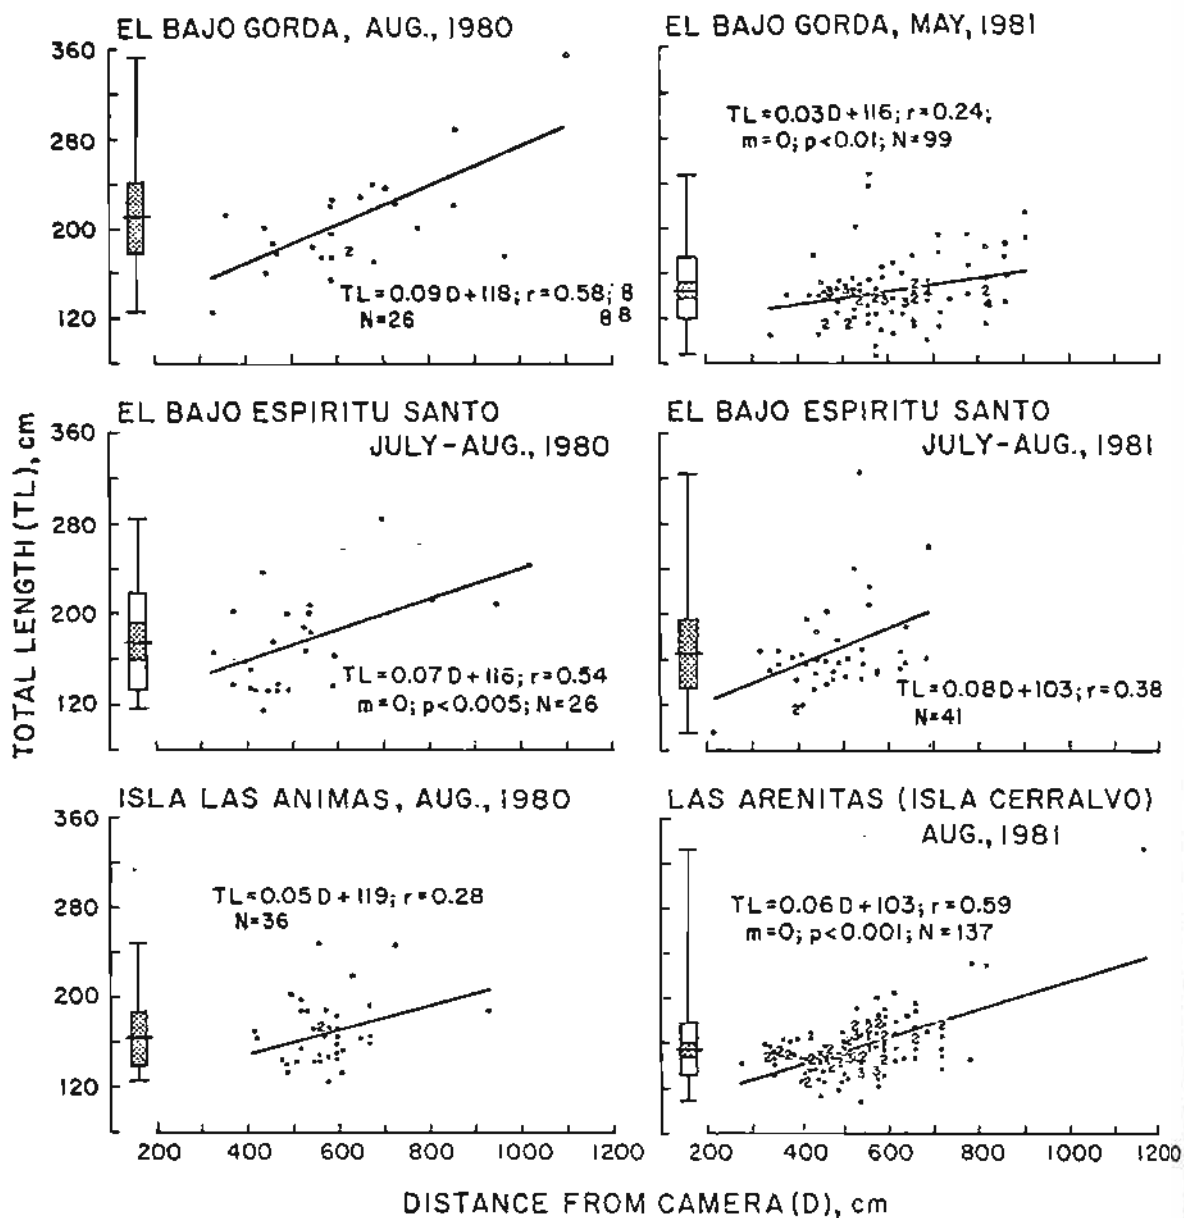 EL BAJO GORDA, AUG., 1980
360
280
200
120
2
TL=0.09D+118; r=0.58; 8
N=26
8 8
EL BAJO GORDA, MAY, 1981
TL=0.03D+116; r=0.24;
m=0; p<0.01; N=99
EL BAJO ESPIRITU SANTO
JULY-AUG., 1980
360
280
200
120
TL=0.07D+116; r=0.54
m=0; p<0.005; N=26
EL BAJO ESPIRITU SANTO
JULY-AUG., 1981
2
TL=0.08D+103; r=0.38
N=41
ISLA LAS ANIMAS, AUG., 1980
360
280
200
120
TL=0.05D+119; r=0.28
N=36
2
200 400 600 800 1000 1200
LAS ARENITAS (ISLA CERRALVO)
AUG., 1981
TL=0.06D+103; r=0.59
m=0; p<0.001; N=137
200 400 600 800 1000 1200
TOTAL LENGTH (TL), cm
DISTANCE FROM CAMERA (D), cm